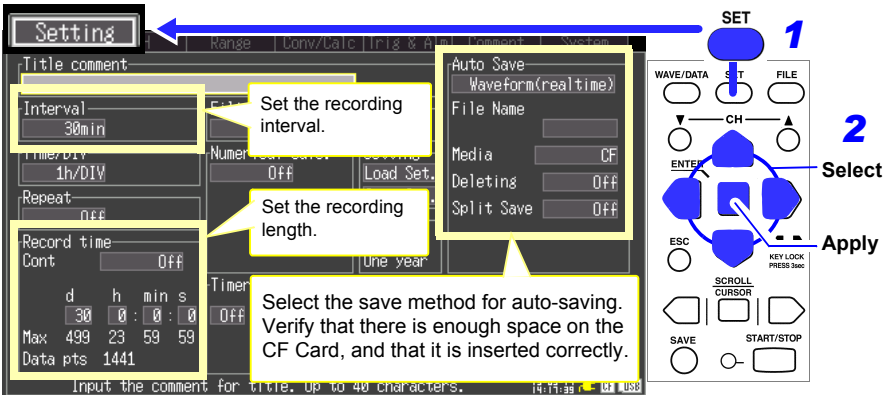 Setting
Range
Conv/Calc
Trig & Alm
Comment
System
Title comment
Interval
30min
Set the recording interval.
Time/DIV
1h/DIV
Off
Load Set.
Repeat
Off
Set the recording length.
Record time
Cont Off
d h min s
30 0 : 0 : 0
Max 499 23 59 59
Data pts 1441
One year
Timer
Off
Auto Save
Waveform(realtime)
File Name
Media CF
Deleting Off
Split Save Off
Select the save method for auto-saving.
Verify that there is enough space on the
CF Card, and that it is inserted correctly.
Input the comment for title. Up to 40 characters.
CF USB
SET
1
WAVE/DATA
SET
FILE
CH
2
ENTER
Select
Apply
ESC
KEY LOCK
PRESS 3sec
SCROLL
CURSOR
SAVE
START/STOP